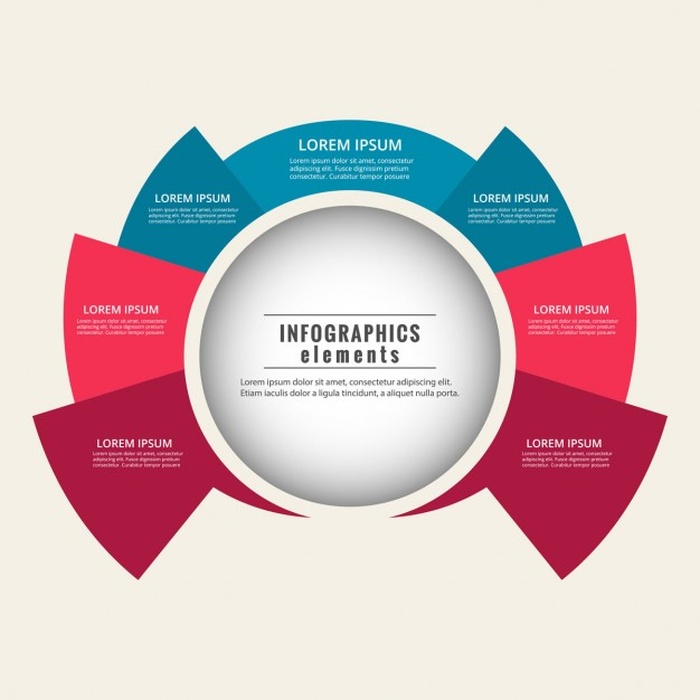 LOREM IPSUM
Lorem ipsum dolor sit amet, consectetur
adipiscing elit. Fusce dignissim pretium
consectetur. Curabitur tempor posuere
LOREM IPSUM
Lorem ipsum dolor sit amet, consectetur
adipiscing elit. Fusce dignissim pretium
consectetur. Curabitur tempor posuere
LOREM IPSUM
Lorem ipsum dolor sit amet, consectetur
adipiscing elit. Fusce dignissim pretium
consectetur. Curabitur tempor posuere
LOREM IPSUM
Lorem ipsum dolor sit amet, consectetur
adipiscing elit. Fusce dignissim pretium
consectetur. Curabitur tempor posuere
LOREM IPSUM
Lorem ipsum dolor sit amet, consectetur
adipiscing elit. Fusce dignissim pretium
consectetur. Curabitur tempor posuere
INFOGRAPHICS
elements
Lorem ipsum dolor sit amet, consectetur adipiscing elit.
Etiam iaculis dolor a ligula tincidunt, a aliquet nulla porta.
LOREM IPSUM
Lorem ipsum dolor sit amet, consectetur
adipiscing elit. Fusce dignissim pretium
consectetur. Curabitur tempor posuere
LOREM IPSUM
Lorem ipsum dolor sit amet, consectetur
adipiscing elit. Fusce dignissim pretium
consectetur. Curabitur tempor posuere